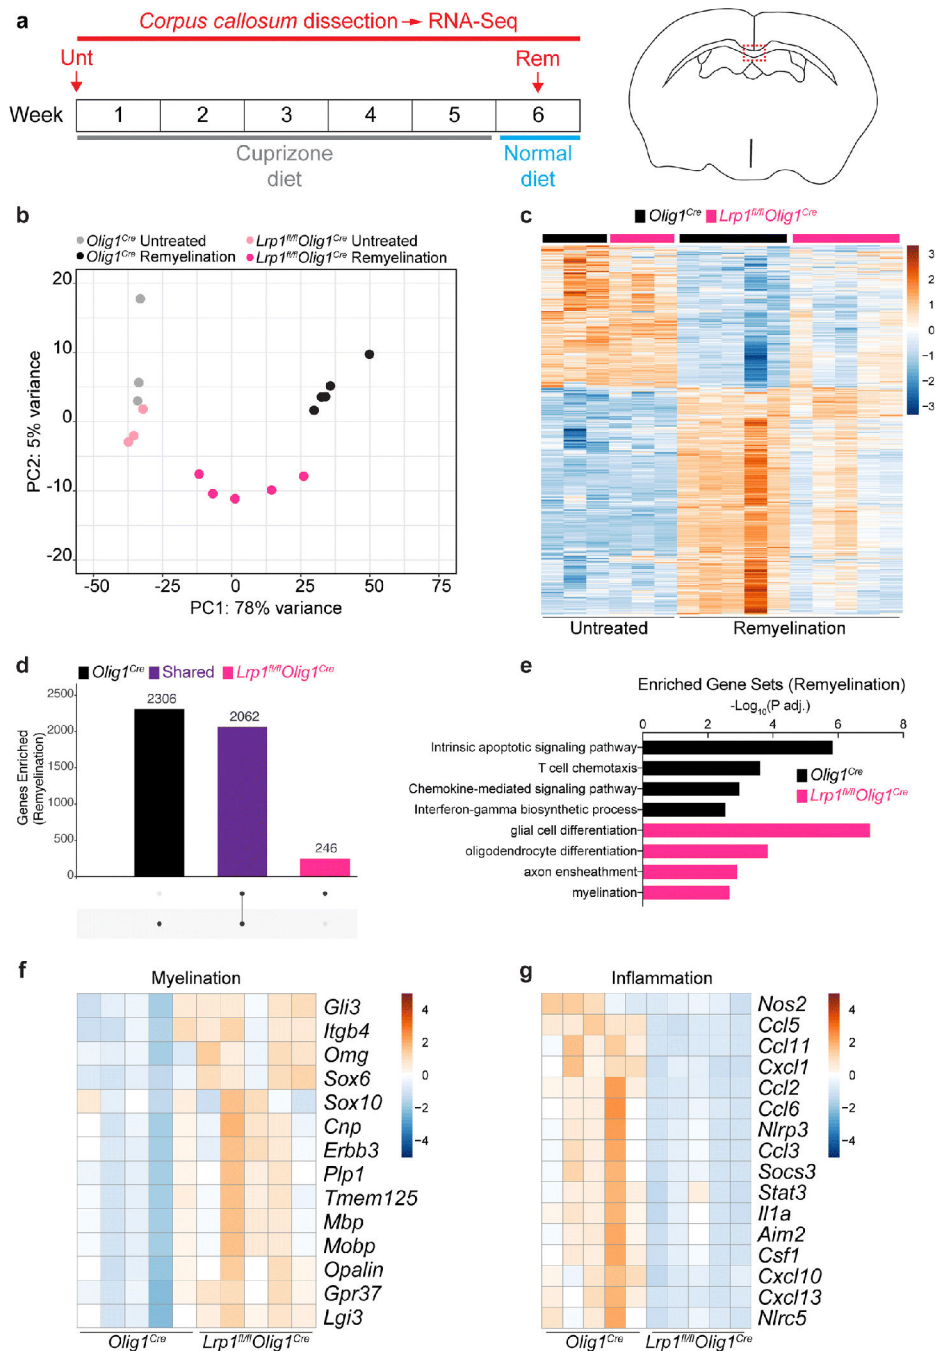 a
Corpus callosum dissection → RNA-Seq
Unt
Rem
Week 1 2 3 4 5 6
Cuprizone
diet
Normal
diet
b
Olig1Cre Untreated
Lrp1fl/flOlig1Cre Untreated
Olig1Cre Remyelination
Lrp1fl/flOlig1Cre Remyelination
PC2: 5% variance
20
10
0
-10
-20
-50 -25 0 25 50 75
PC1: 78% variance
c
Olig1Cre Lrp1fl/flOlig1Cre
3
2
1
0
−1
−2
−3
Untreated Remyelination
d
Olig1Cre Shared Lrp1fl/flOlig1Cre
Genes Enriched
(Remyelination)
2500
2000
1500
1000
500
0
2306
2062
246
e
Enriched Gene Sets (Remyelination)
-Log10(P adj.)
0 2 4 6 8
Intrinsic apoptotic signaling pathway
T cell chemotaxis
Chemokine-mediated signaling pathway
Interferon-gamma biosynthetic process
glial cell differentiation
oligodendrocyte differentiation
axon ensheathment
myelination
Olig1Cre
Lrp1fl/flOlig1Cre
f
Myelination
Gli3
Itgb4
Omg
Sox6
Sox10
Cnp
Erbb3
Plp1
Tmem125
Mbp
Mobp
Opalin
Gpr37
Lgi3
4
2
0
−2
−4
Olig1Cre Lrp1fl/flOlig1Cre
g
Inflammation
Nos2
Ccl5
Ccl11
Cxcl1
Ccl2
Ccl6
Nlrp3
Ccl3
Socs3
Stat3
Il1a
Aim2
Csf1
Cxcl10
Cxcl13
Nlrc5
4
2
0
−2
−4
Olig1Cre Lrp1fl/flOlig1Cre